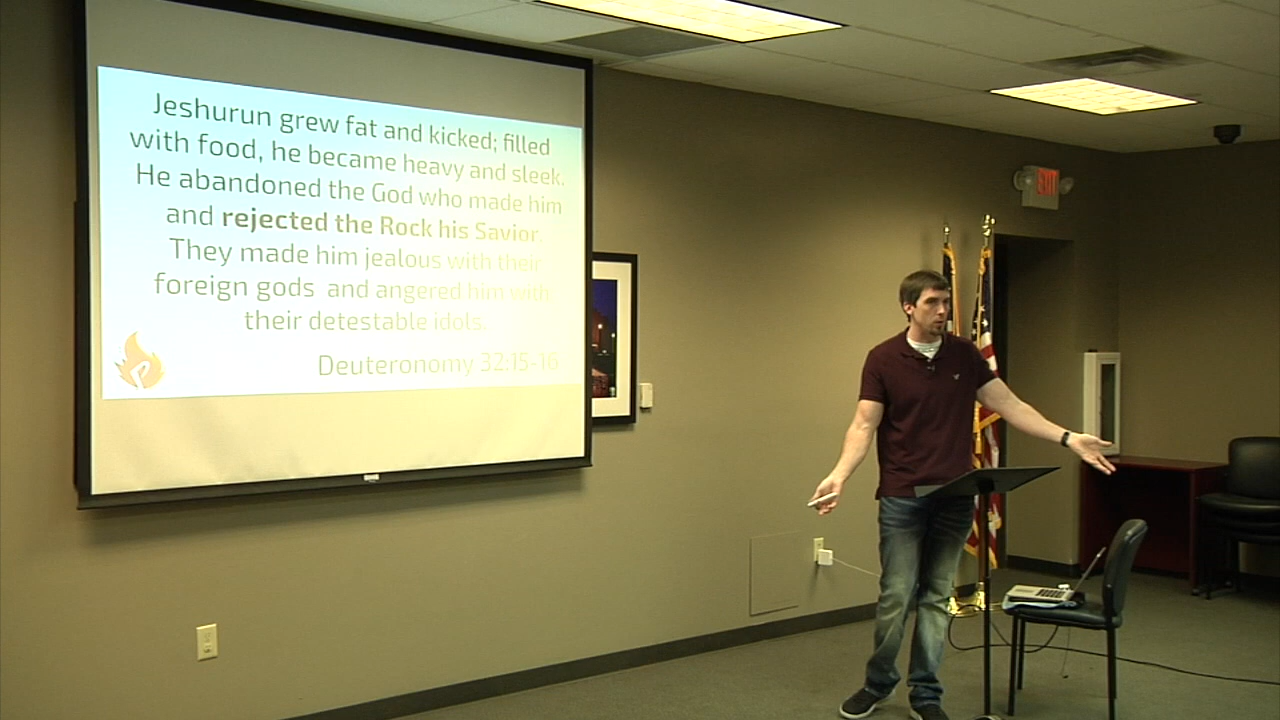 Jeshurun grew fat and kicked; filled
with food, he became heavy and sleek.
He abandoned the God who made him
and rejected the Rock his Savior.
They made him jealous with their
foreign gods and angered him with
their detestable idols.
Deuteronomy 32:15-16
EXIT